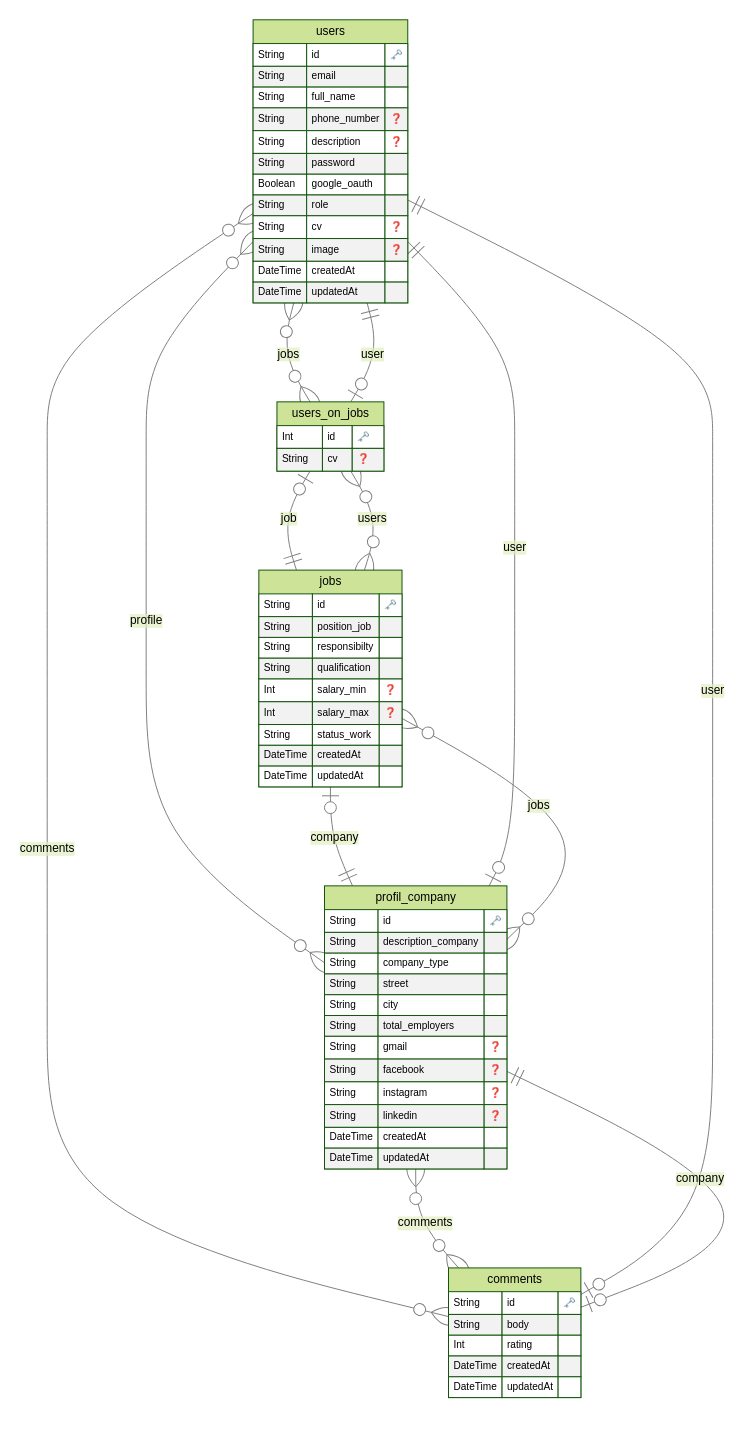 users
String id
String email
String full_name
String phone_number ?
String description ?
String password
Boolean google_oauth
String role
String cv ?
String image ?
DateTime createdAt
DateTime updatedAt
jobs user
users_on_jobs
Int id
String cv ?
job users
user
jobs
String id
String position_job
String responsibilty
String qualification
Int salary_min ?
Int salary_max ?
String status_work
DateTime createdAt
DateTime updatedAt
profile
user
jobs
company
comments
profil_company
String id
String description_company
String company_type
String street
String city
String total_employers
String gmail ?
String facebook ?
String instagram ?
String linkedin ?
DateTime createdAt
DateTime updatedAt
company
comments
comments
String id
String body
Int rating
DateTime createdAt
DateTime updatedAt